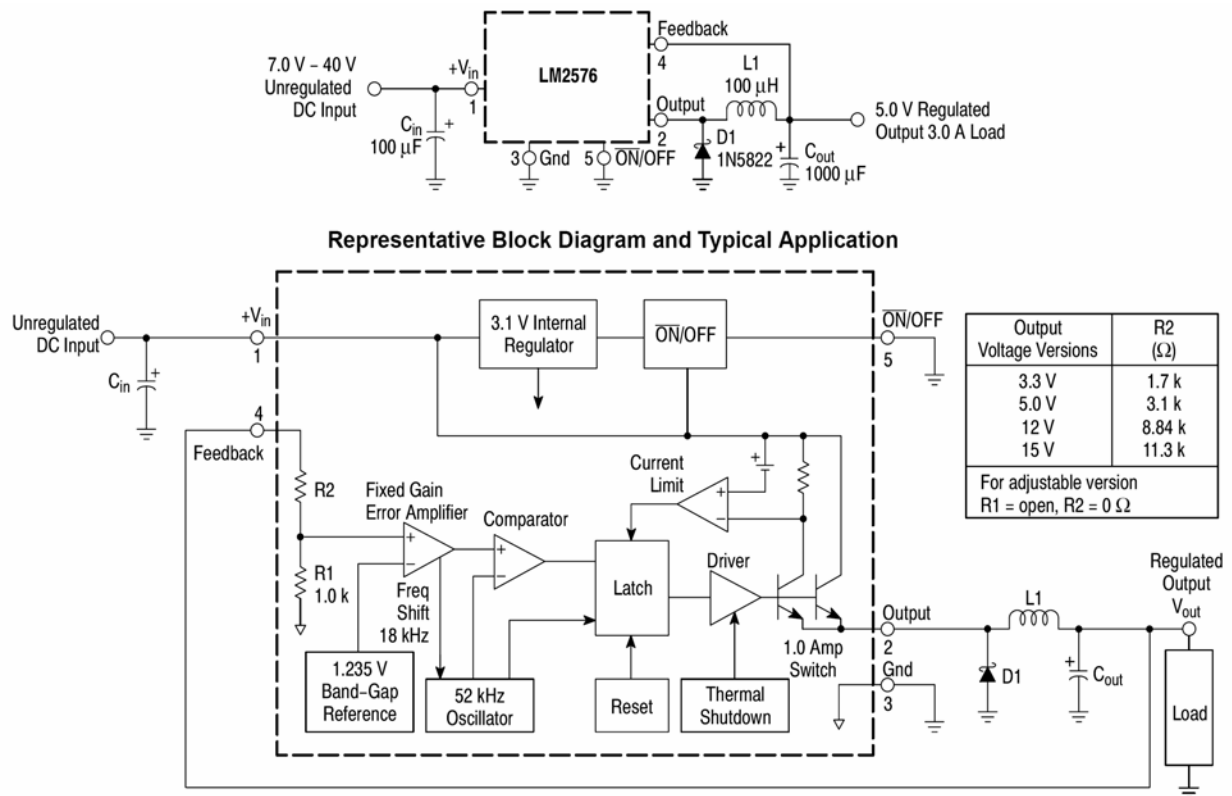 Feedback
4
7.0 V – 40 V
Unregulated
DC Input
+Vin
1
LM2576
L1
100 μH
Output
2
5.0 V Regulated
Output 3.0 A Load
Cin
100 μF
+
3 Gnd
5 ON/OFF
D1
1N5822
+
Cout
1000 μF
Representative Block Diagram and Typical Application
Unregulated
DC Input
+Vin
1
Cin
+
3.1 V Internal
Regulator
ON/OFF
ON/OFF
5
Output
Voltage Versions
R2
(Ω)
3.3 V
1.7 k
5.0 V
3.1 k
12 V
8.84 k
15 V
11.3 k
For adjustable version
R1 = open, R2 = 0 Ω
4
Feedback
R2
Fixed Gain
Error Amplifier
+
–
Comparator
+
–
Current
Limit
+
–
+
R1
1.0 k
Freq
Shift
18 kHz
Latch
Driver
1.0 Amp
Switch
Output
2
Gnd
3
L1
Regulated
Output
Vout
D1
+
Cout
Load
1.235 V
Band–Gap
Reference
52 kHz
Oscillator
Reset
Thermal
Shutdown